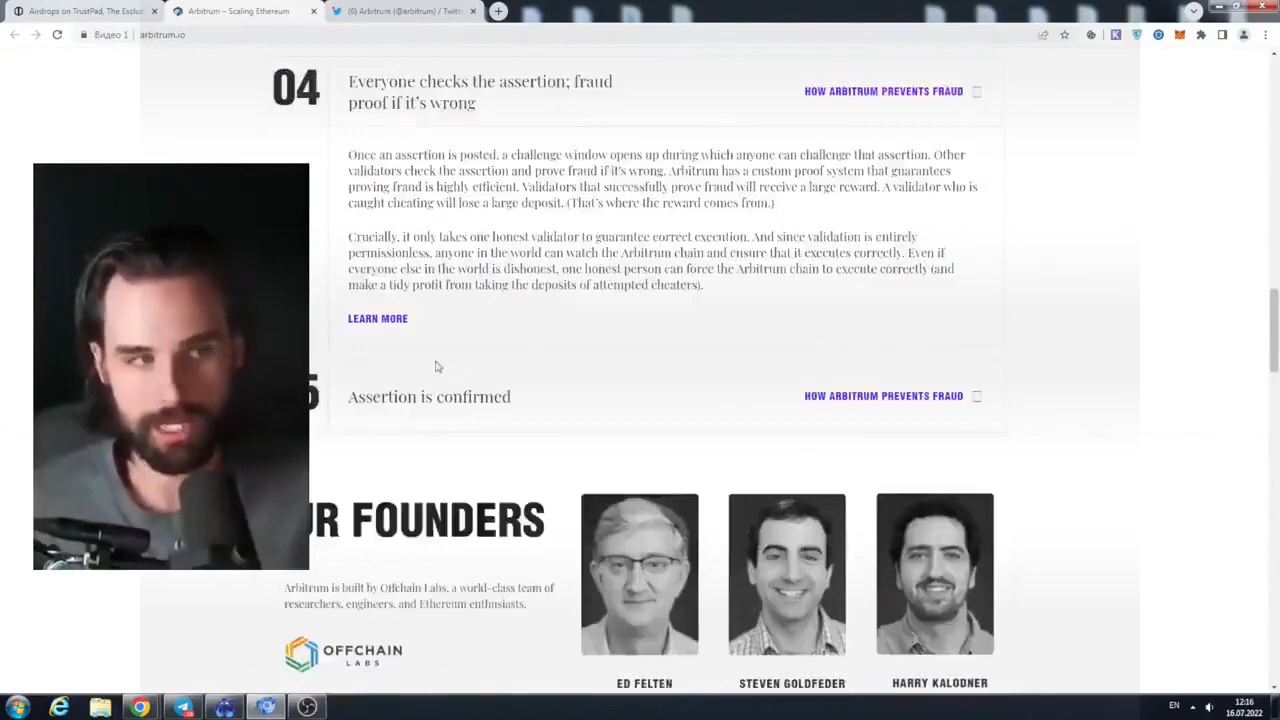 Airdrops on TrustPad, The Exclu
Arbitrum – Scaling Ethereum
(6) Arbitrum (@arbitrum) / Twitt
Видео 1
arbitrum.io
04
Everyone checks the assertion; fraud
proof if it's wrong
HOW ARBITRUM PREVENTS FRAUD
Once an assertion is posted, a challenge window opens up during which anyone can challenge that assertion. Other
validators check the assertion and prove fraud if it's wrong. Arbitrum has a custom proof system that guarantees
proving fraud is highly efficient. Validators that successfully prove fraud will receive a large reward. A validator who is
caught cheating will lose a large deposit. (That's where the reward comes from.)
Crucially, it only takes one honest validator to guarantee correct execution. And since validation is entirely
permissionless, anyone in the world can watch the Arbitrum chain and ensure that it executes correctly. Even if
everyone else in the world is dishonest, one honest person can force the Arbitrum chain to execute correctly (and
make a tidy profit from taking the deposits of attempted cheaters).
LEARN MORE
5
Assertion is confirmed
HOW ARBITRUM PREVENTS FRAUD
UR FOUNDERS
Arbitrum is built by Offchain Labs, a world-class team of
researchers, engineers, and Ethereum enthusiasts.
OFFCHAIN
LABS
ED FELTEN
STEVEN GOLDFEDER
HARRY KALODNER
EN
12:16
16.07.2022